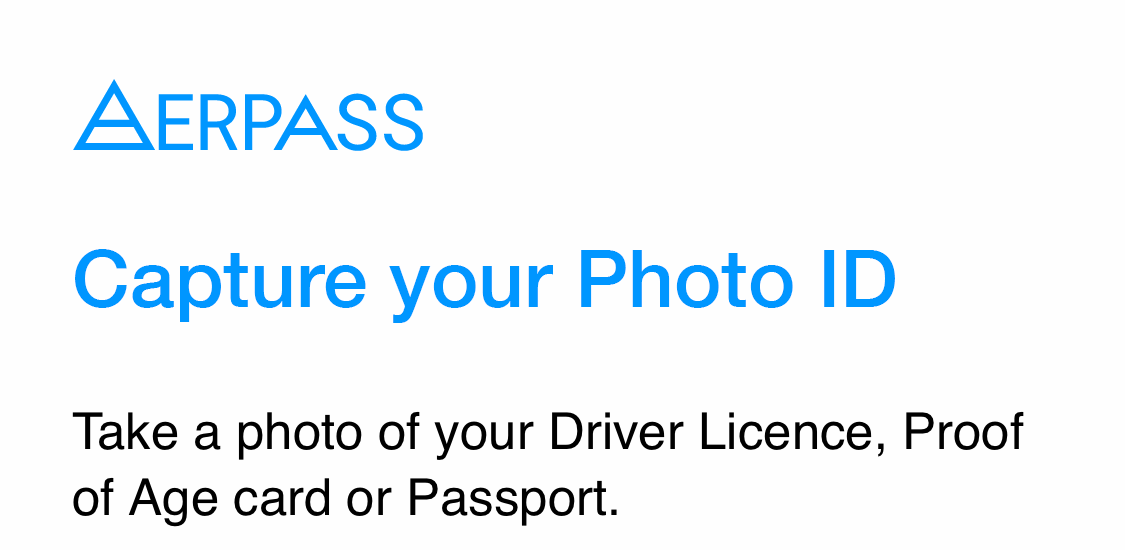 AERPASS
Capture your Photo ID
Take a photo of your Driver Licence, Proof
of Age card or Passport.